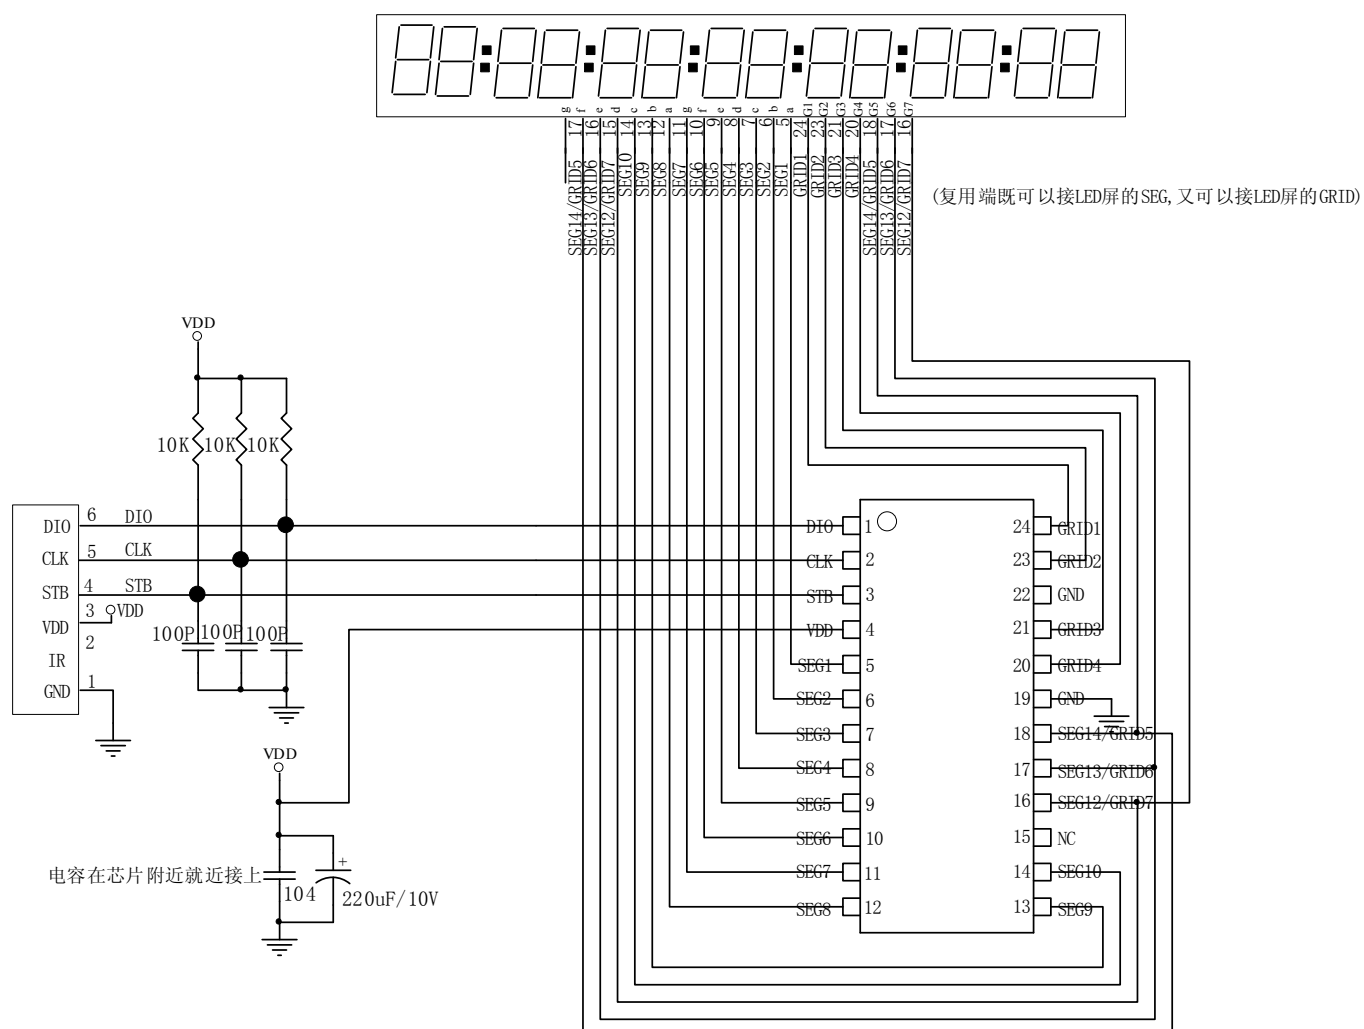 g f e d c b a g f e d c b a G1 G2 G3 G4 G5 G6 G7
17 16 15 14 13 12 11 10 9 8 7 6 5 24 23 21 20 18 17 16
SEG14/GRID5
SEG13/GRID6
SEG12/GRID7
SEG10
SEG9
SEG8
SEG7
SEG6
SEG5
SEG4
SEG3
SEG2
SEG1
GRID1
GRID2
GRID3
GRID4
SEG14/GRID5
SEG13/GRID6
SEG12/GRID7
(复用端既可以接LED屏的SEG,又可以接LED屏的GRID)
VDD
10K 10K 10K
DIO 6 DIO
CLK 5 CLK
STB 4 STB
VDD 3 VDD
IR 2
GND 1
100P 100P 100P
VDD
电容在芯片附近就近接上
104
+
220uF/10V
DIO 1 24 GRID1
CLK 2 23 GRID2
STB 3 22 GND
VDD 4 21 GRID3
SEG1 5 20 GRID4
SEG2 6 19 GND
SEG3 7 18 SEG14/GRID5
SEG4 8 17 SEG13/GRID6
SEG5 9 16 SEG12/GRID7
SEG6 10 15 NC
SEG7 11 14 SEG10
SEG8 12 13 SEG9